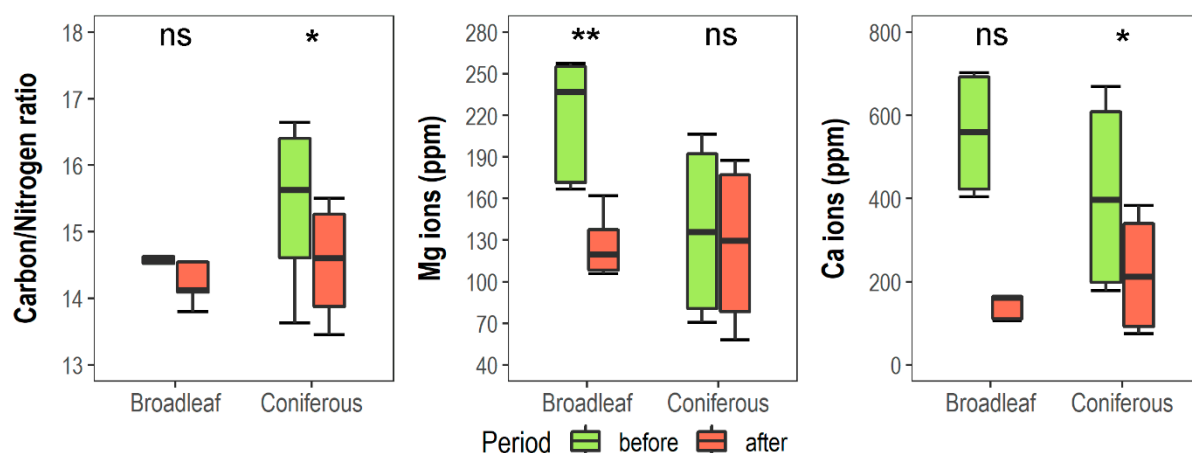 Carbon/Nitrogen ratio
18
17
16
15
14
13
ns
*
Broadleaf
Coniferous
Mg ions (ppm)
280
250
220
190
160
130
100
70
40
**
ns
Broadleaf
Coniferous
Ca ions (ppm)
800
600
400
200
0
ns
*
Broadleaf
Coniferous
Period before after